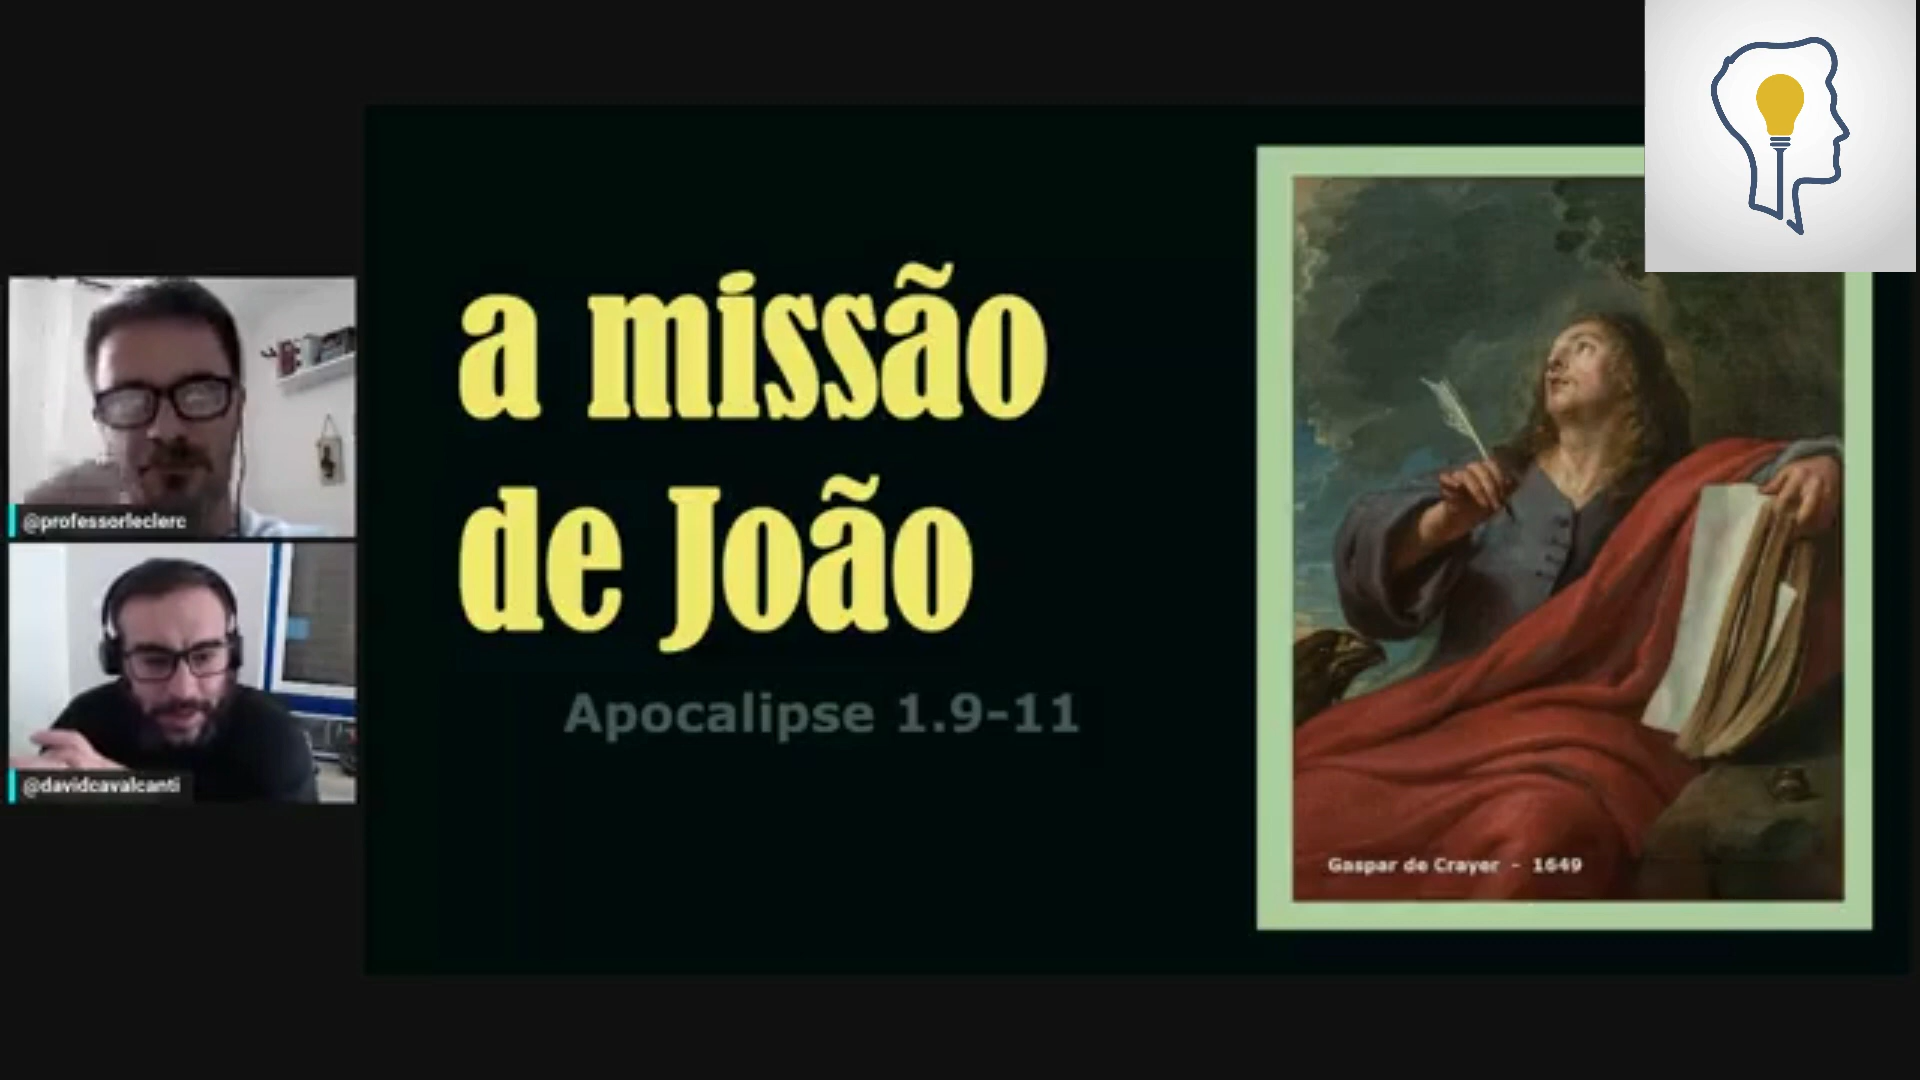 a missão
de João
Apocalipse 1.9-11
Gaspar de Crayer - 1649
@professorleclerc
@davidcavalcanti